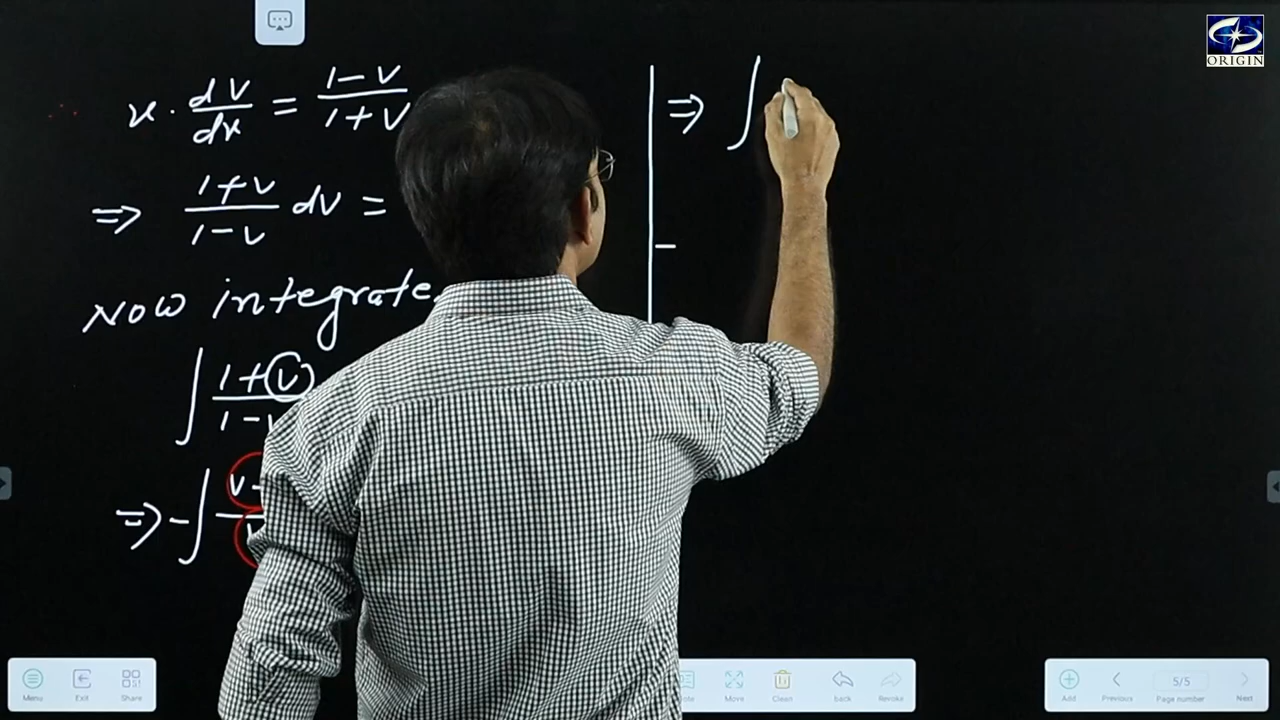 x · dv/dx = 1-v/1+v
=> 1+v/1-v dv =
Now integrate
∫ 1+v/1-v
=> -∫ v-/v
=> ∫
-
ORIGIN
Menu Exit Share
Move Clean back Revoke
Add Previous 5/5 Page number Next